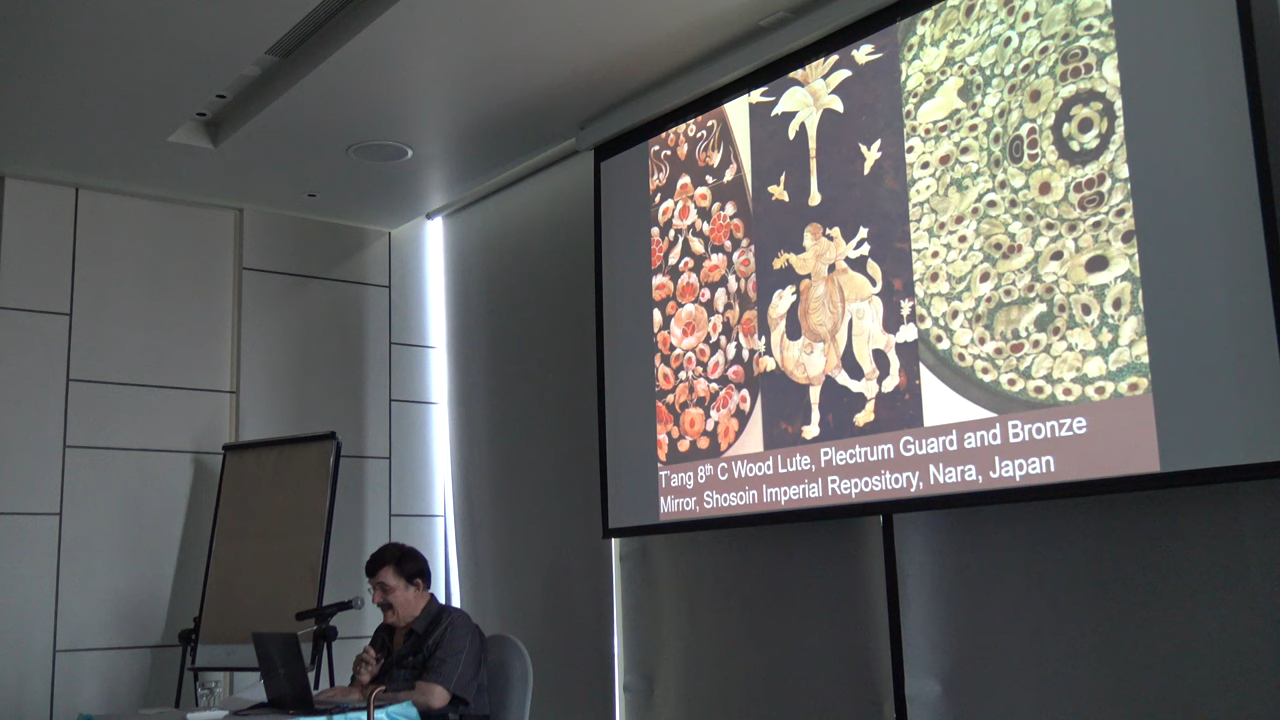 T'ang 8th C Wood Lute, Plectrum Guard and Bronze
Mirror, Shosoin Imperial Repository, Nara, Japan